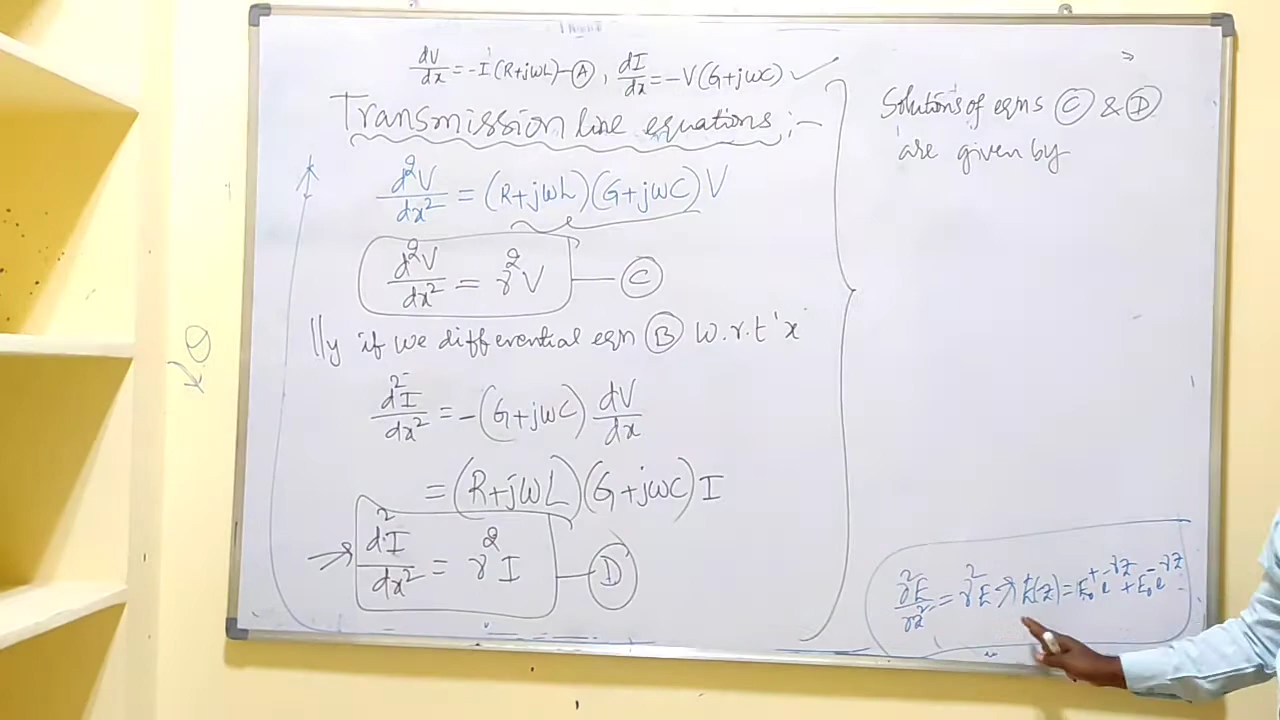 dV/dx = -I (R+jωL) - Ⓐ, dI/dx = -V(G+jωC) ✓
Transmission line equations :-
d²V/dx² = (R+jωL)(G+jωC) V
d²V/dx² = γ²V — Ⓒ
||ly if we differential eqn Ⓑ w.r.t 'x'
d²I/dx² = -(G+jωC) dV/dx
= (R+jωL)(G+jωC) I
→ d²I/dx² = γ²I — Ⓓ
Solutions of eqns Ⓒ & Ⓓ
are given by
∂²E/∂z² = γ²E ⇒ E(z) = E₀⁺ e^-γz + E₀⁻ e^γz